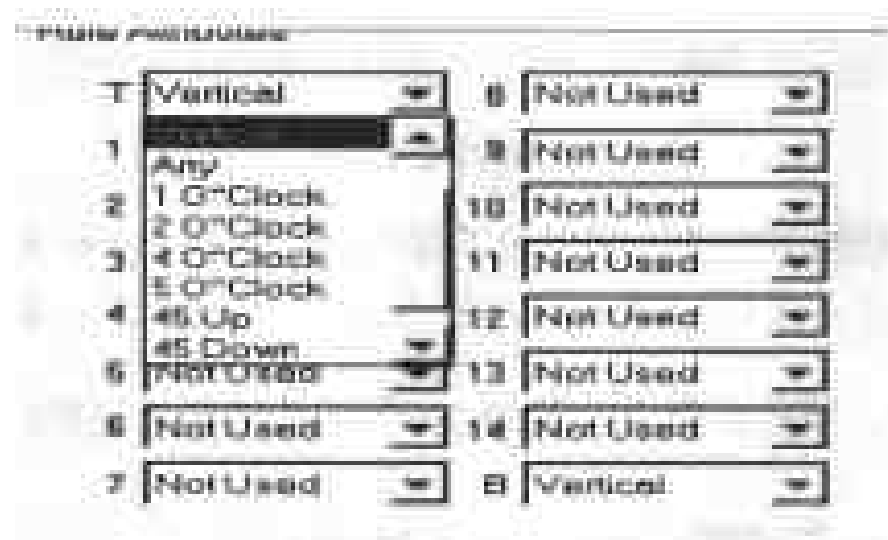 T Vertical
1
Any
1 O"Clock
2 O"Clock
4 O"Clock
5 O"Clock
45 Up
45 Down
2
3
4
5 Not Used
6 Not Used
7 Not Used
8 Not Used
9 Not Used
10 Not Used
11 Not Used
12 Not Used
13 Not Used
14 Not Used
B Vertical